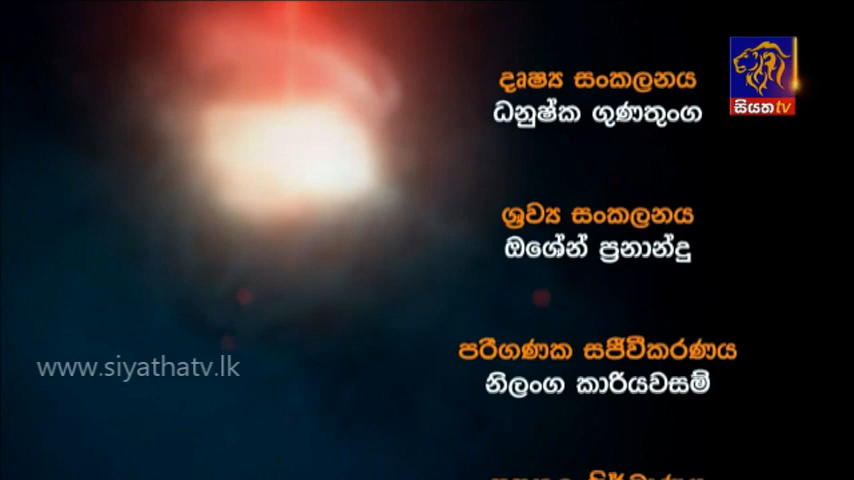 දෘෂ්‍ය සංකලනය
ධනුෂ්ක ගුණතුංග
සියත tv
ශ්‍රව්‍ය සංකලනය
ඔශේන් ප්‍රනාන්දු
පරිගණක සජීවීකරණය
www.siyathatv.lk
නිලංග කාරියවසම්